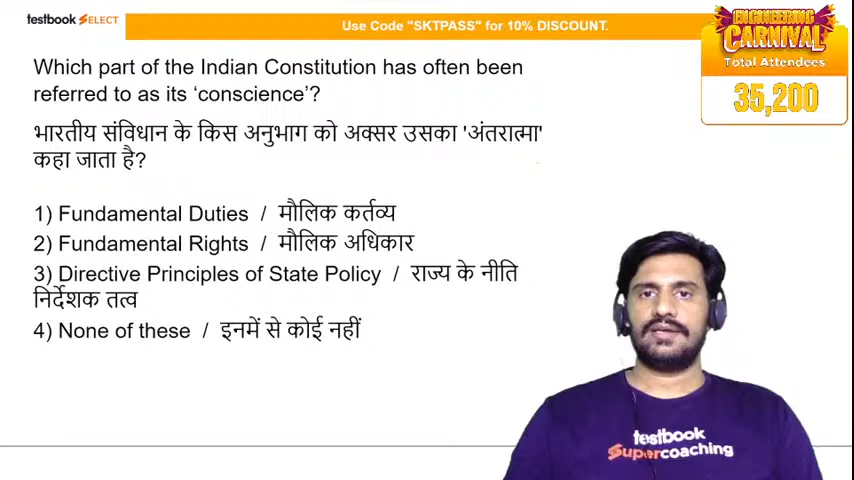 testbook SELECT
Use Code "SKTPASS" for 10% DISCOUNT.
ENGINEERING
CARNIVAL
Total Attendees
35,200
Which part of the Indian Constitution has often been
referred to as its ‘conscience’?
भारतीय संविधान के किस अनुभाग को अक्सर उसका 'अंतरात्मा'
कहा जाता है?
1) Fundamental Duties / मौलिक कर्तव्य
2) Fundamental Rights / मौलिक अधिकार
3) Directive Principles of State Policy / राज्य के नीति
निर्देशक तत्व
4) None of these / इनमें से कोई नहीं
testbook
Supercoaching